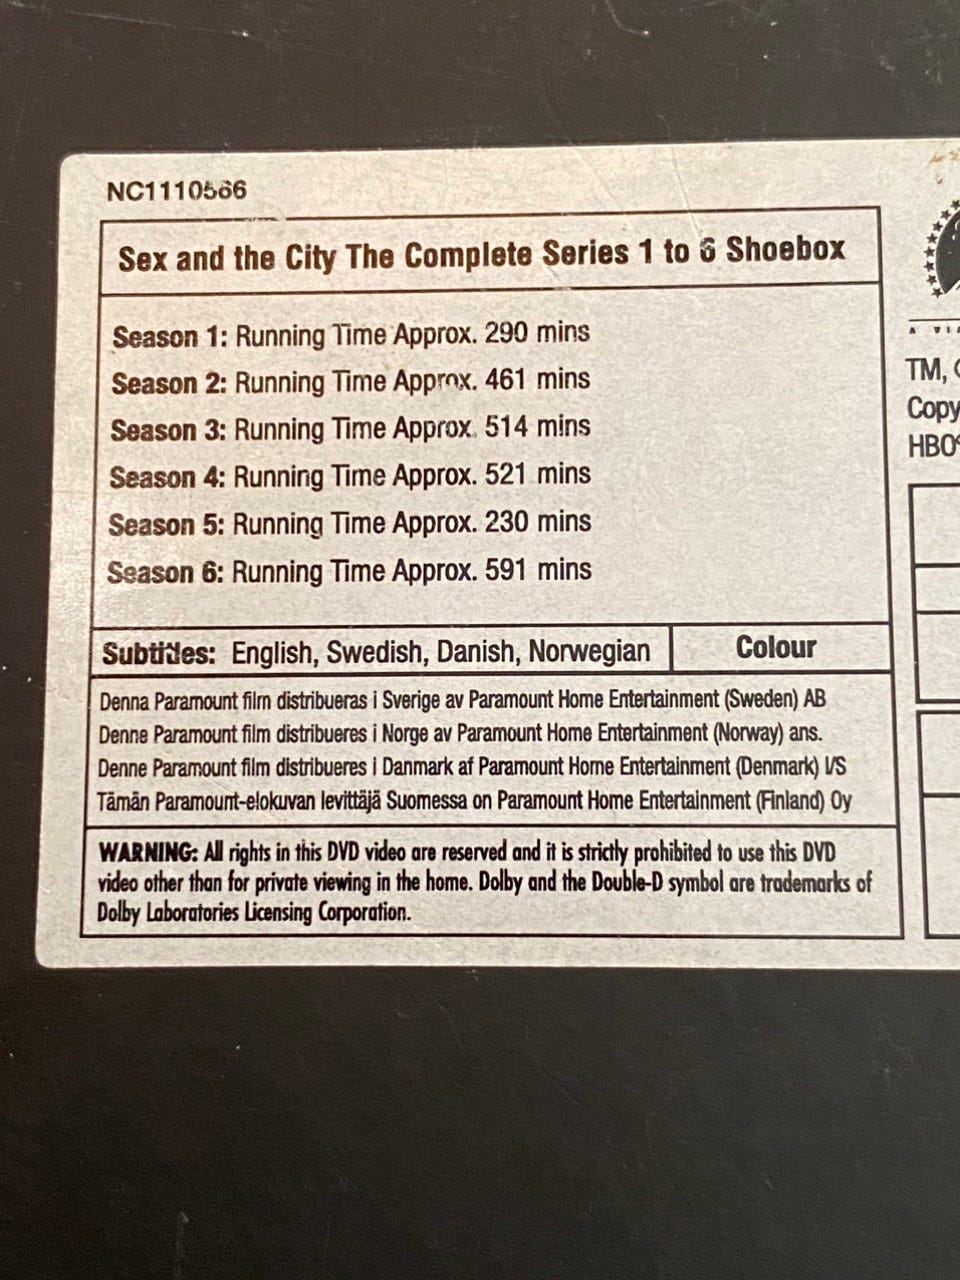 NC1110566
Sex and the City The Complete Series 1 to 6 Shoebox
Season 1: Running Time Approx. 290 mins
Season 2: Running Time Approx. 461 mins
Season 3: Running Time Approx. 514 mins
Season 4: Running Time Approx. 521 mins
Season 5: Running Time Approx. 230 mins
Season 6: Running Time Approx. 591 mins
Subtitles: English, Swedish, Danish, Norwegian
Colour
Denna Paramount film distribueras i Sverige av Paramount Home Entertainment (Sweden) AB
Denne Paramount film distribueres i Norge av Paramount Home Entertainment (Norway) ans.
Denne Paramount film distribueres i Danmark af Paramount Home Entertainment (Denmark) I/S
Tämän Paramount-elokuvan levittäjä Suomessa on Paramount Home Entertainment (Finland) Oy
WARNING: All rights in this DVD video are reserved and it is strictly prohibited to use this DVD
video other than for private viewing in the home. Dolby and the Double-D symbol are trademarks of
Dolby Laboratories Licensing Corporation.
TM,
Copy
HBO